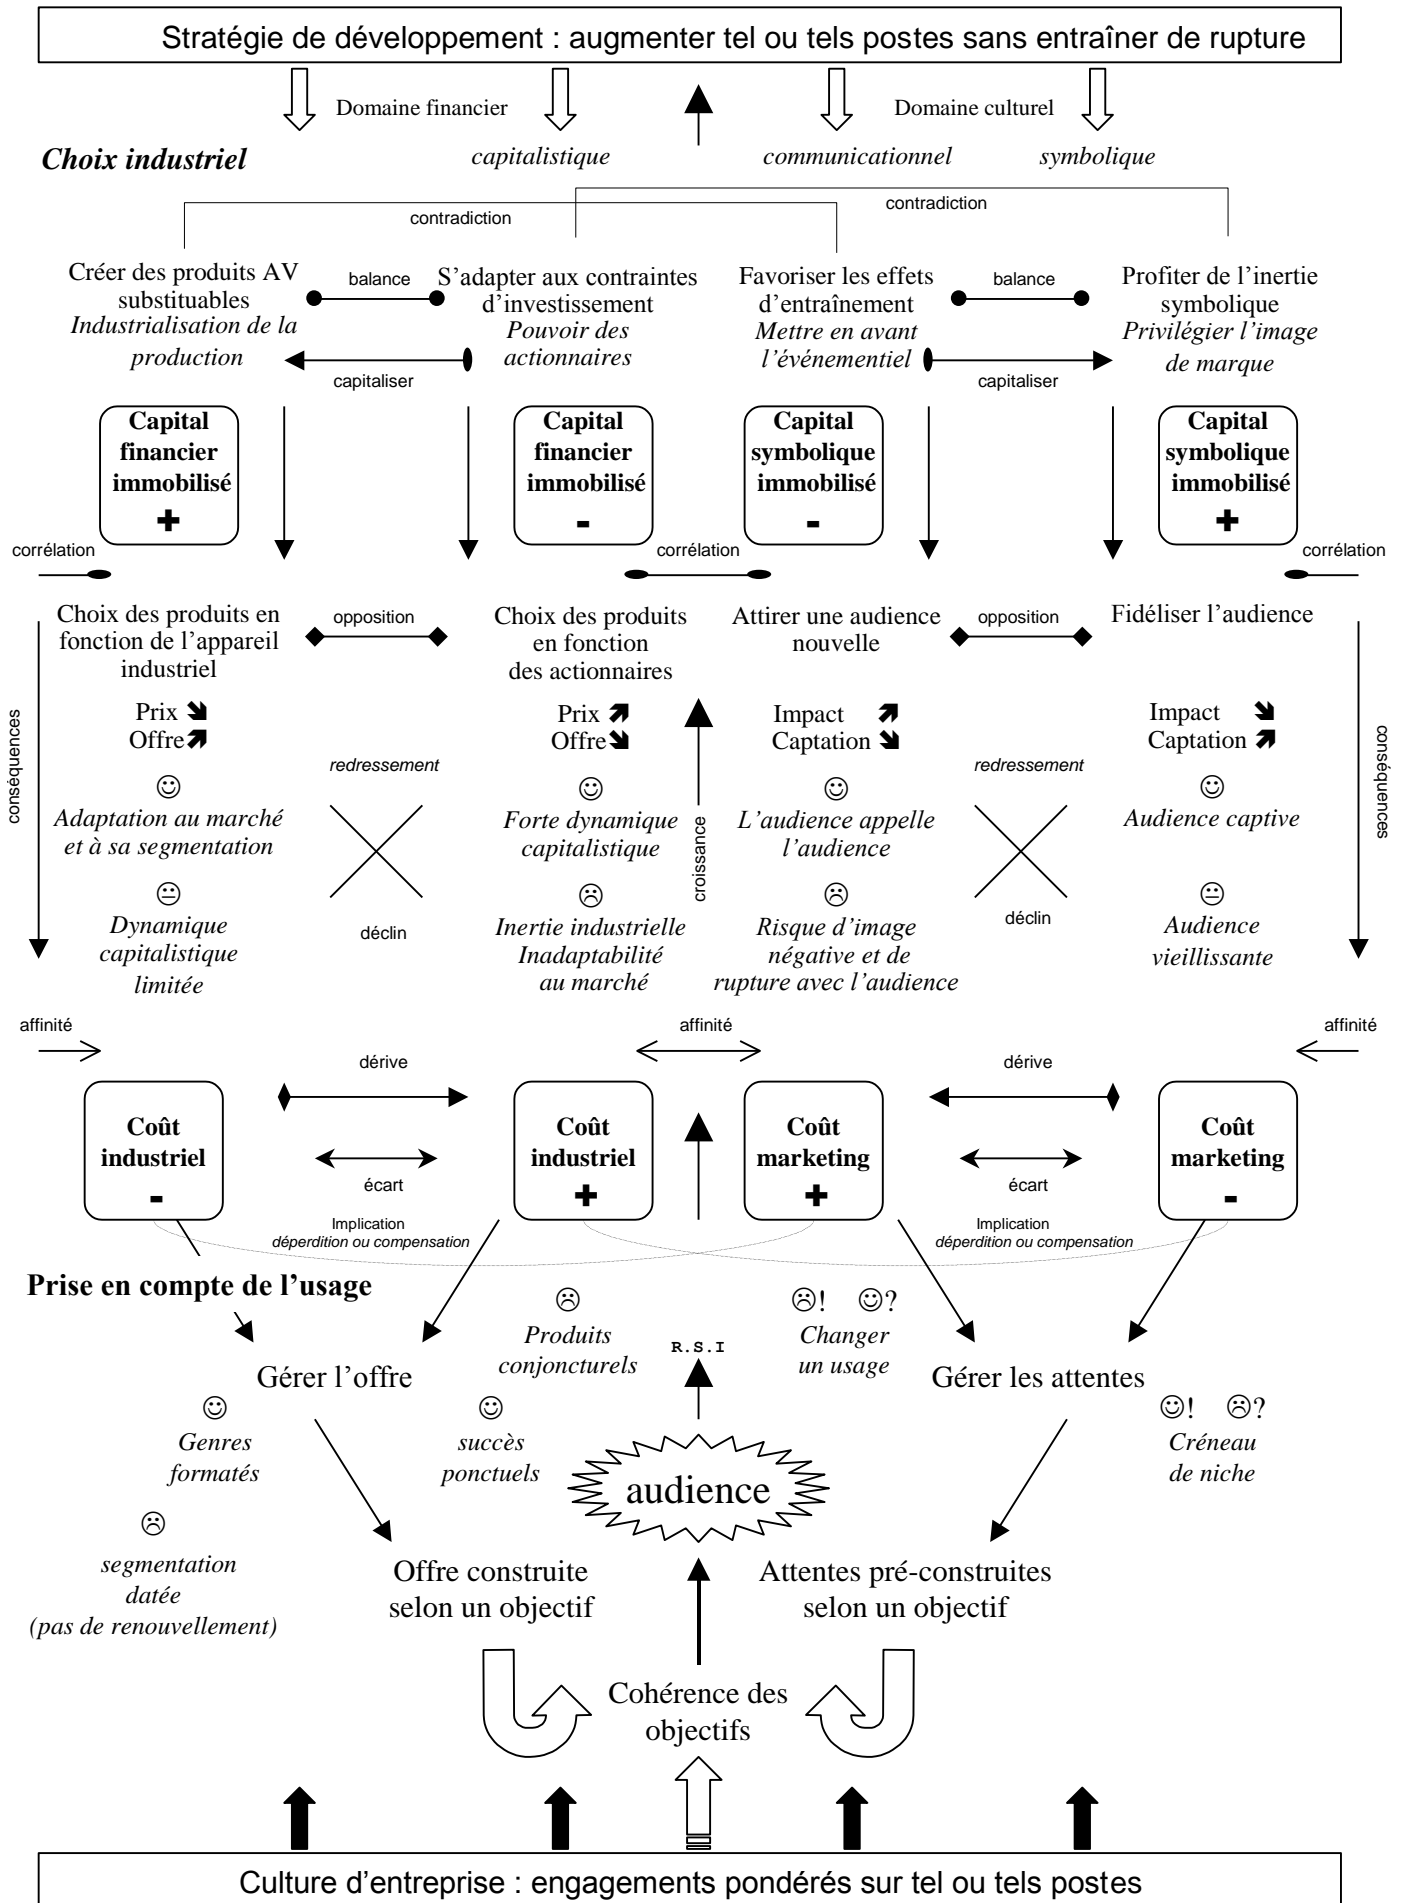 Stratégie de développement : augmenter tel ou tels postes sans entraîner de rupture
Domaine financier
Domaine culturel
Choix industriel
capitalistique
communicationnel
symbolique
contradiction
contradiction
Créer des produits AV
substituables
Industrialisation de la
production
balance
S’adapter aux contraintes
d’investissement
Pouvoir des
actionnaires
Favoriser les effets
d’entraînement
Mettre en avant
l’événementiel
balance
Profiter de l’inertie
symbolique
Privilégier l’image
de marque
capitaliser
capitaliser
Capital
financier
immobilisé
+
Capital
financier
immobilisé
-
Capital
symbolique
immobilisé
-
Capital
symbolique
immobilisé
+
corrélation
corrélation
corrélation
Choix des produits en
fonction de l’appareil
industriel
opposition
Choix des produits
en fonction
des actionnaires
Attirer une audience
nouvelle
opposition
Fidéliser l’audience
conséquences
Prix
Offre
Prix
Offre
Impact
Captation
Impact
Captation
conséquences
redressement
redressement
Adaptation au marché
et à sa segmentation
Forte dynamique
capitalistique
croissance
L’audience appelle
l’audience
Audience captive
Dynamique
capitalistique
limitée
déclin
Inertie industrielle
Inadaptabilité
au marché
Risque d’image
négative et de
rupture avec l’audience
déclin
Audience
vieillissante
affinité
affinité
affinité
dérive
dérive
Coût
industriel
-
Coût
industriel
+
Coût
marketing
+
Coût
marketing
-
écart
écart
Implication
déperdition ou compensation
Implication
déperdition ou compensation
Prise en compte de l’usage
Produits
conjoncturels
R.S.I
! ?
Changer
un usage
Gérer l’offre
Gérer les attentes
Genres
formatés
succès
ponctuels
audience
! ?
Créneau
de niche
segmentation
datée
(pas de renouvellement)
Offre construite
selon un objectif
Attentes pré-construites
selon un objectif
Cohérence des
objectifs
Culture d’entreprise : engagements pondérés sur tel ou tels postes